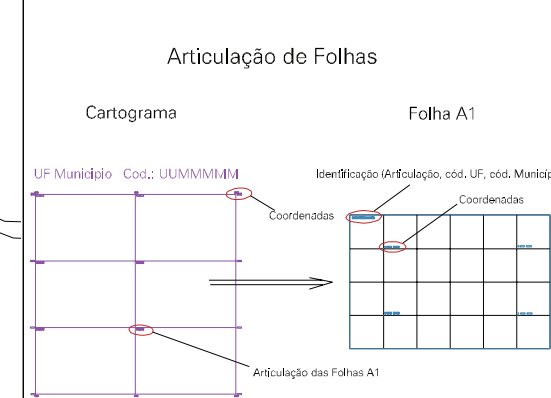 Articulação de Folhas
Cartograma
Folha A1
UF Municipio Cod.: UUMMMMM
Identificação (Articulação, cód. UF, cód. Municíp
Coordenadas
Coordenadas
Articulação das Folhas A1